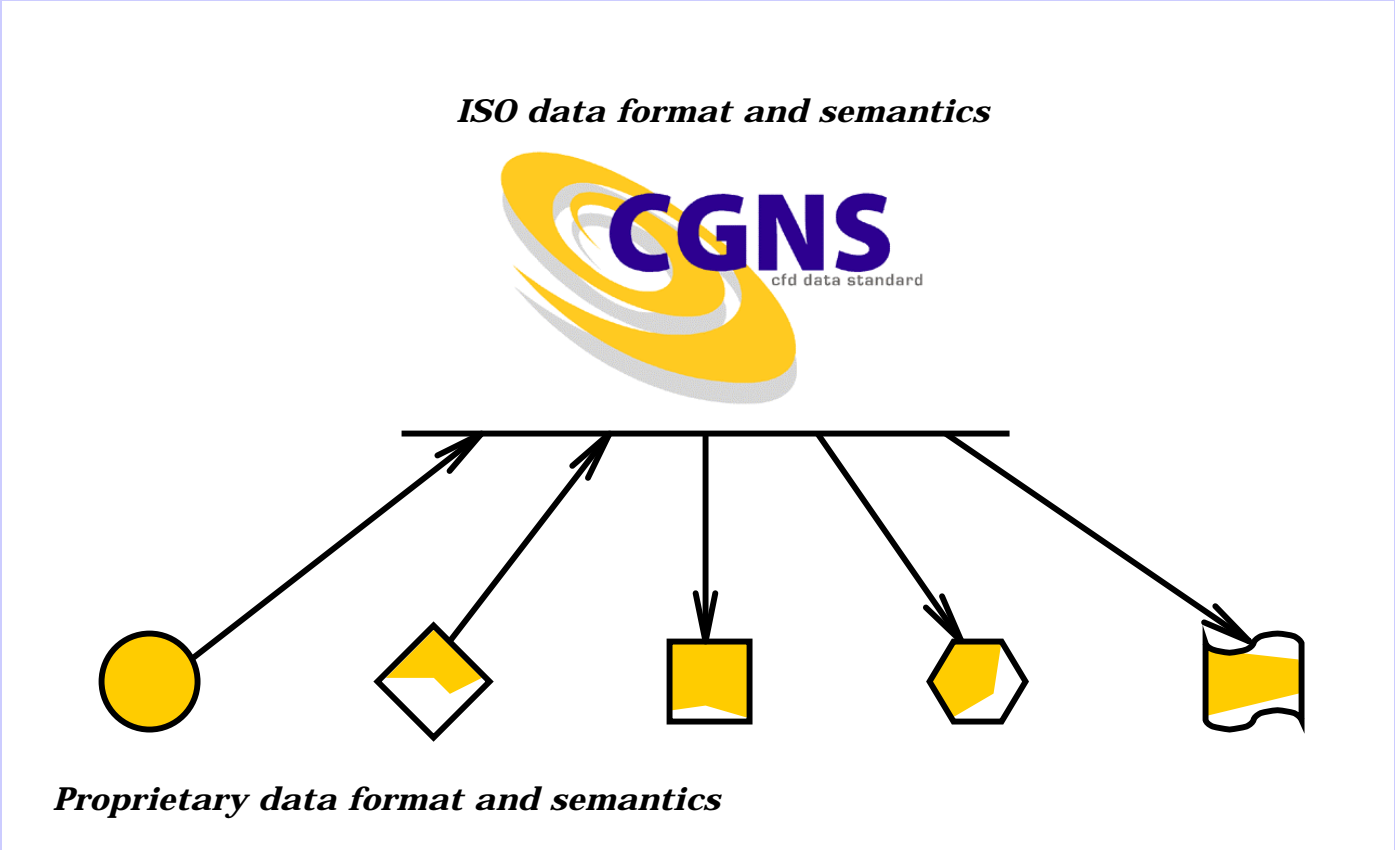 ISO data format and semantics
CGNS
cfd data standard
Proprietary data format and semantics